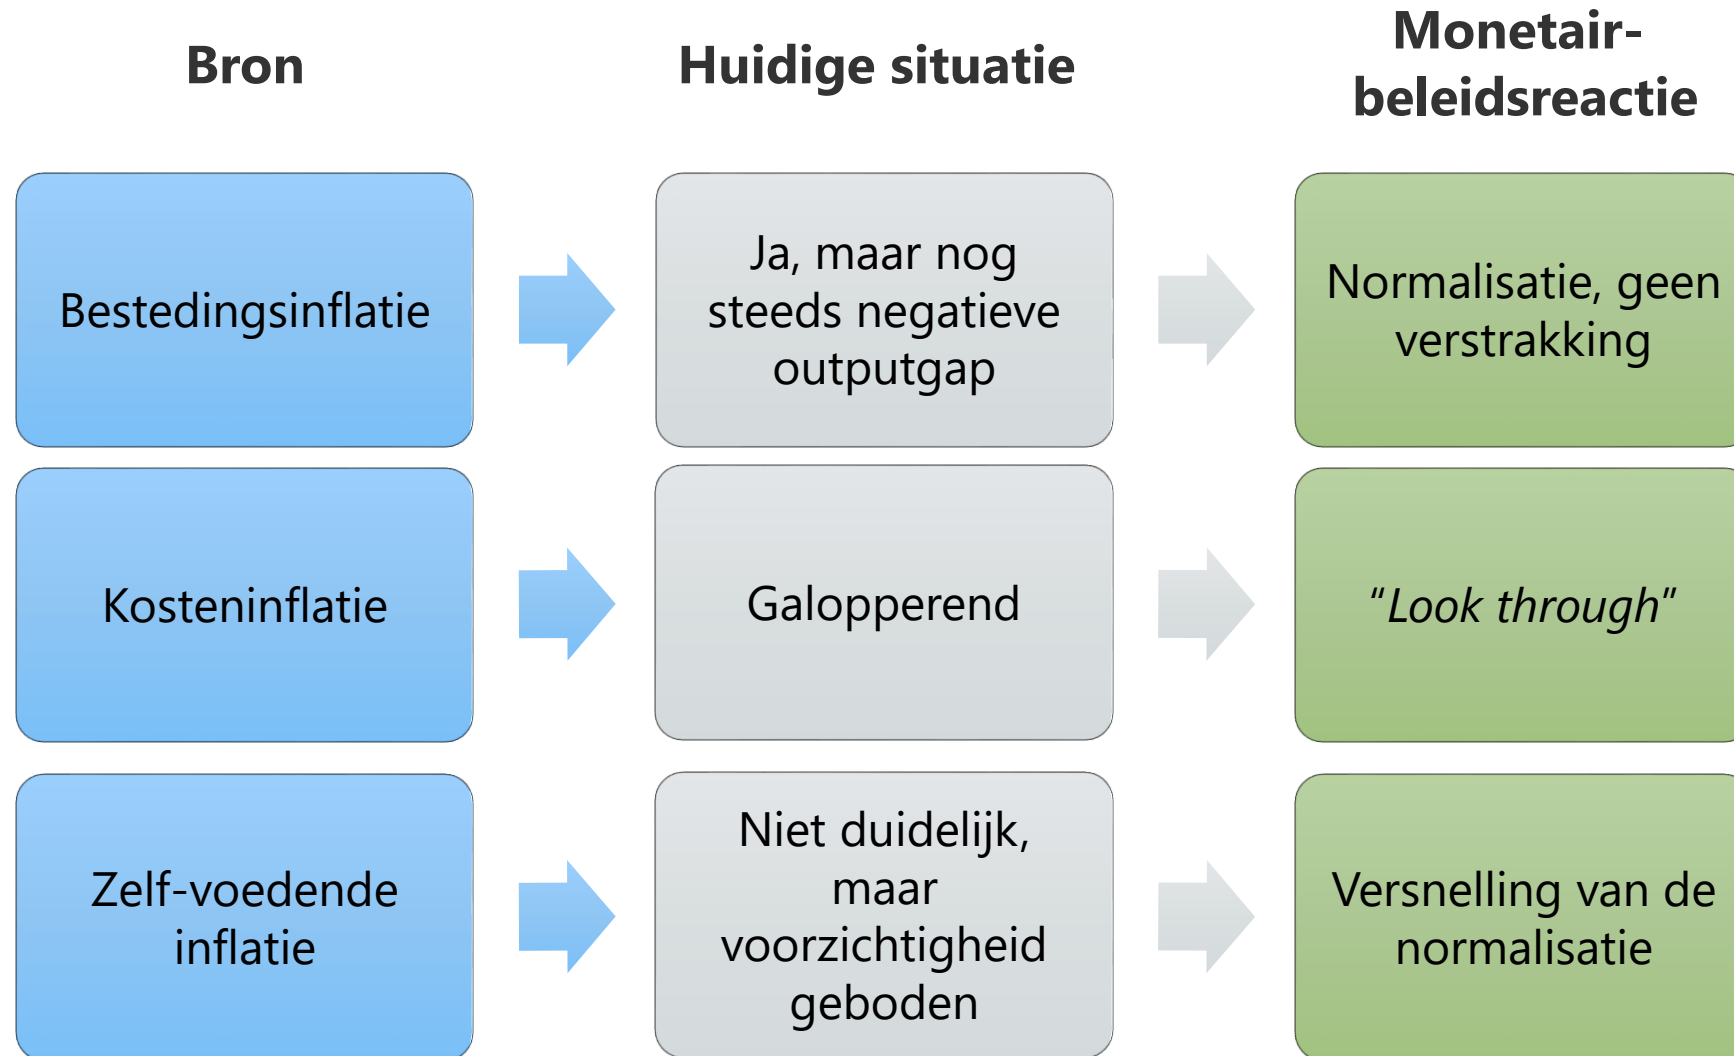 Bron
Huidige situatie
Monetair-
beleidsreactie
Bestedingsinflatie
Ja, maar nog
steeds negatieve
outputgap
Normalisatie, geen
verstrakking
Kosteninflatie
Galopperend
“Look through”
Zelf-voedende
inflatie
Niet duidelijk,
maar
voorzichtigheid
geboden
Versnelling van de
normalisatie